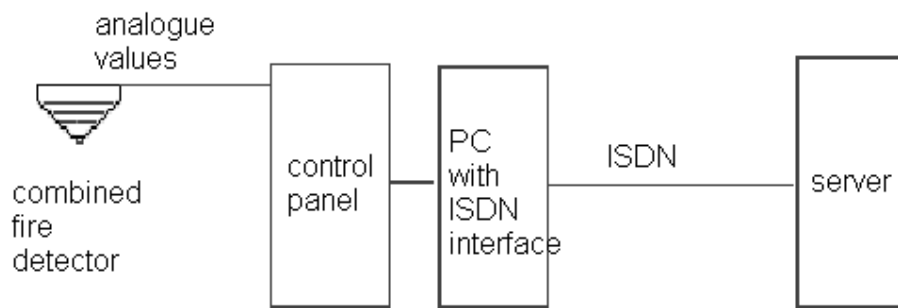 analogue
values
combined
fire
detector
control
panel
PC
with
ISDN
interface
ISDN
server